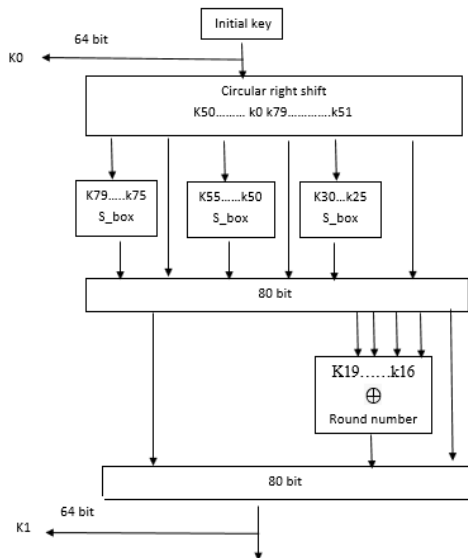 Initial key
64 bit
K0
Circular right shift
K50......... k0 k79.............k51
K79.....k75
S_box
K55......k50
S_box
K30...k25
S_box
80 bit
K19......k16
⊕
Round number
80 bit
64 bit
K1